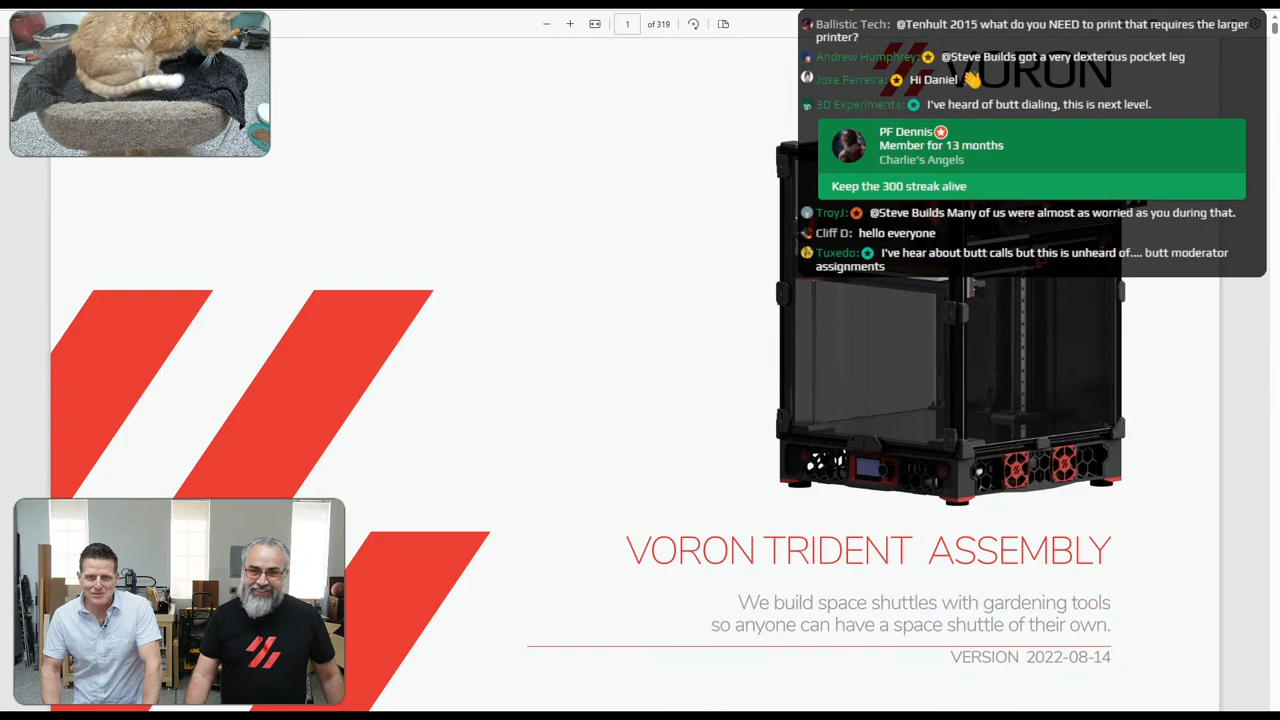 1 of 319
Ballistic Tech: @Tenhult 2015 what do you NEED to print that requires the larger
printer?
Andrew Humphrey: @Steve Builds got a very dexterous pocket leg
Jose Ferreira: Hi Daniel 👋
3D Experiments: I've heard of butt dialing, this is next level.
PF Dennis
Member for 13 months
Charlie's Angels
Keep the 300 streak alive
TroyJ: @Steve Builds Many of us were almost as worried as you during that.
Cliff D: hello everyone
Tuxedo: I've hear about butt calls but this is unheard of.... butt moderator
assignments
VORON
VORON TRIDENT ASSEMBLY
We build space shuttles with gardening tools
so anyone can have a space shuttle of their own.
VERSION 2022-08-14